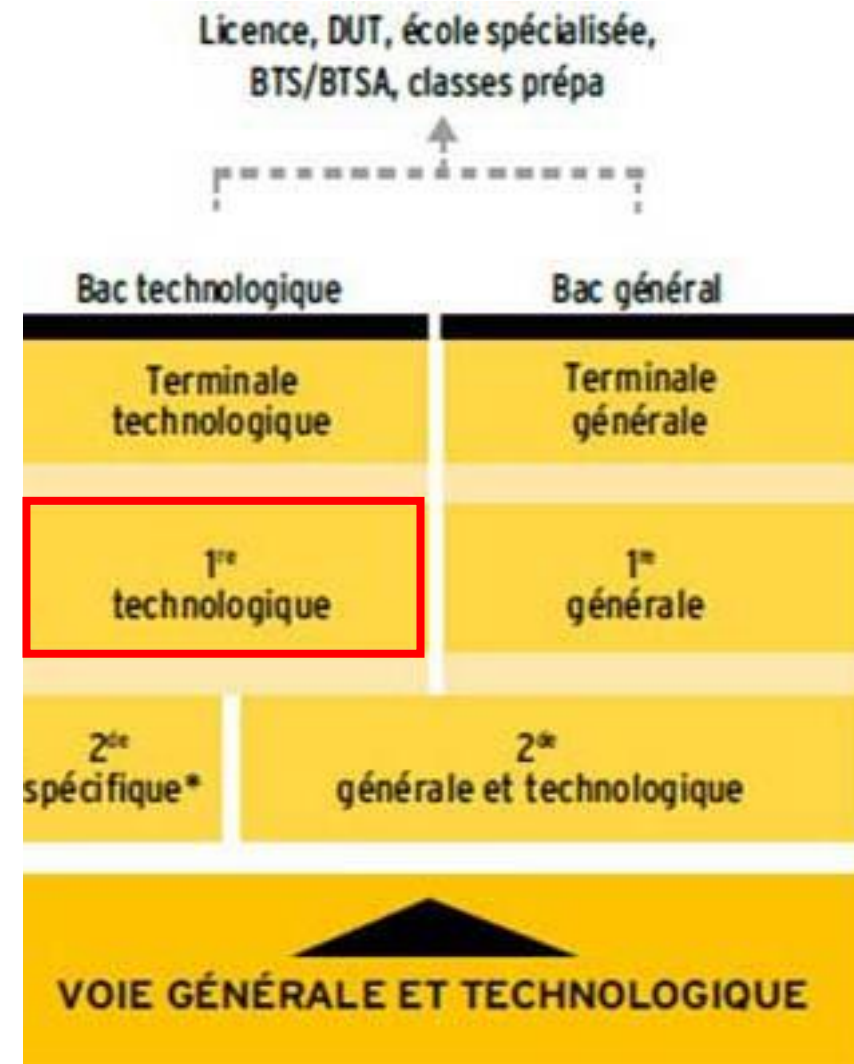 Licence, DUT, école spécialisée,
BTS/BTSA, classes prépa
Bac technologique
Bac général
Terminale
technologique
Terminale
générale
1re
technologique
1re
générale
2de
spécifique*
2de
générale et technologique
VOIE GÉNÉRALE ET TECHNOLOGIQUE